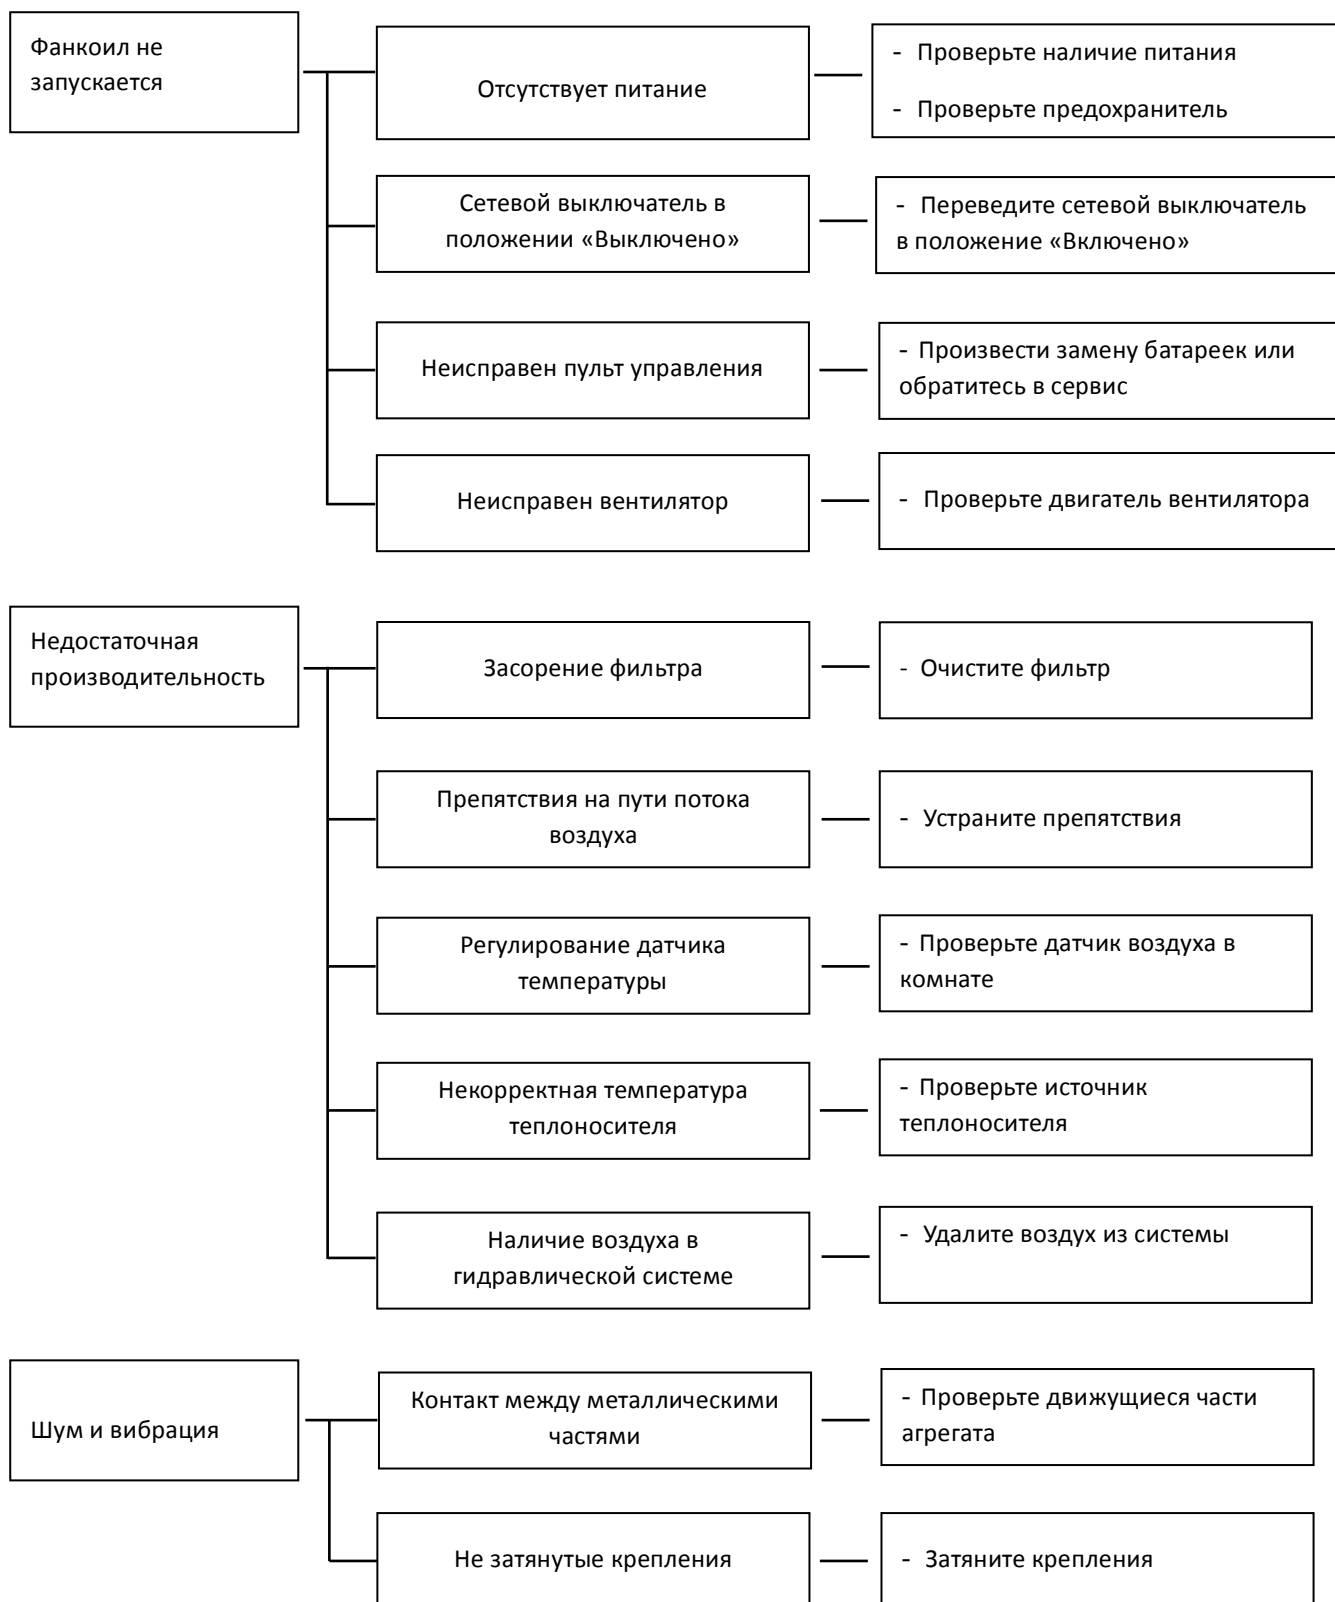 Фанкоил не
запускается
Отсутствует питание
- Проверьте наличие питания
- Проверьте предохранитель
Сетевой выключатель в
положении «Выключено»
- Переведите сетевой выключатель
в положение «Включено»
Неисправен пульт управления
- Произвести замену батареек или
обратитесь в сервис
Неисправен вентилятор
- Проверьте двигатель вентилятора
Недостаточная
производительность
Засорение фильтра
- Очистите фильтр
Препятствия на пути потока
воздуха
- Устраните препятствия
Регулирование датчика
температуры
- Проверьте датчик воздуха в
комнате
Некорректная температура
теплоносителя
- Проверьте источник
теплоносителя
Наличие воздуха в
гидравлической системе
- Удалите воздух из системы
Шум и вибрация
Контакт между металлическими
частями
- Проверьте движущиеся части
агрегата
Не затянутые крепления
- Затяните крепления